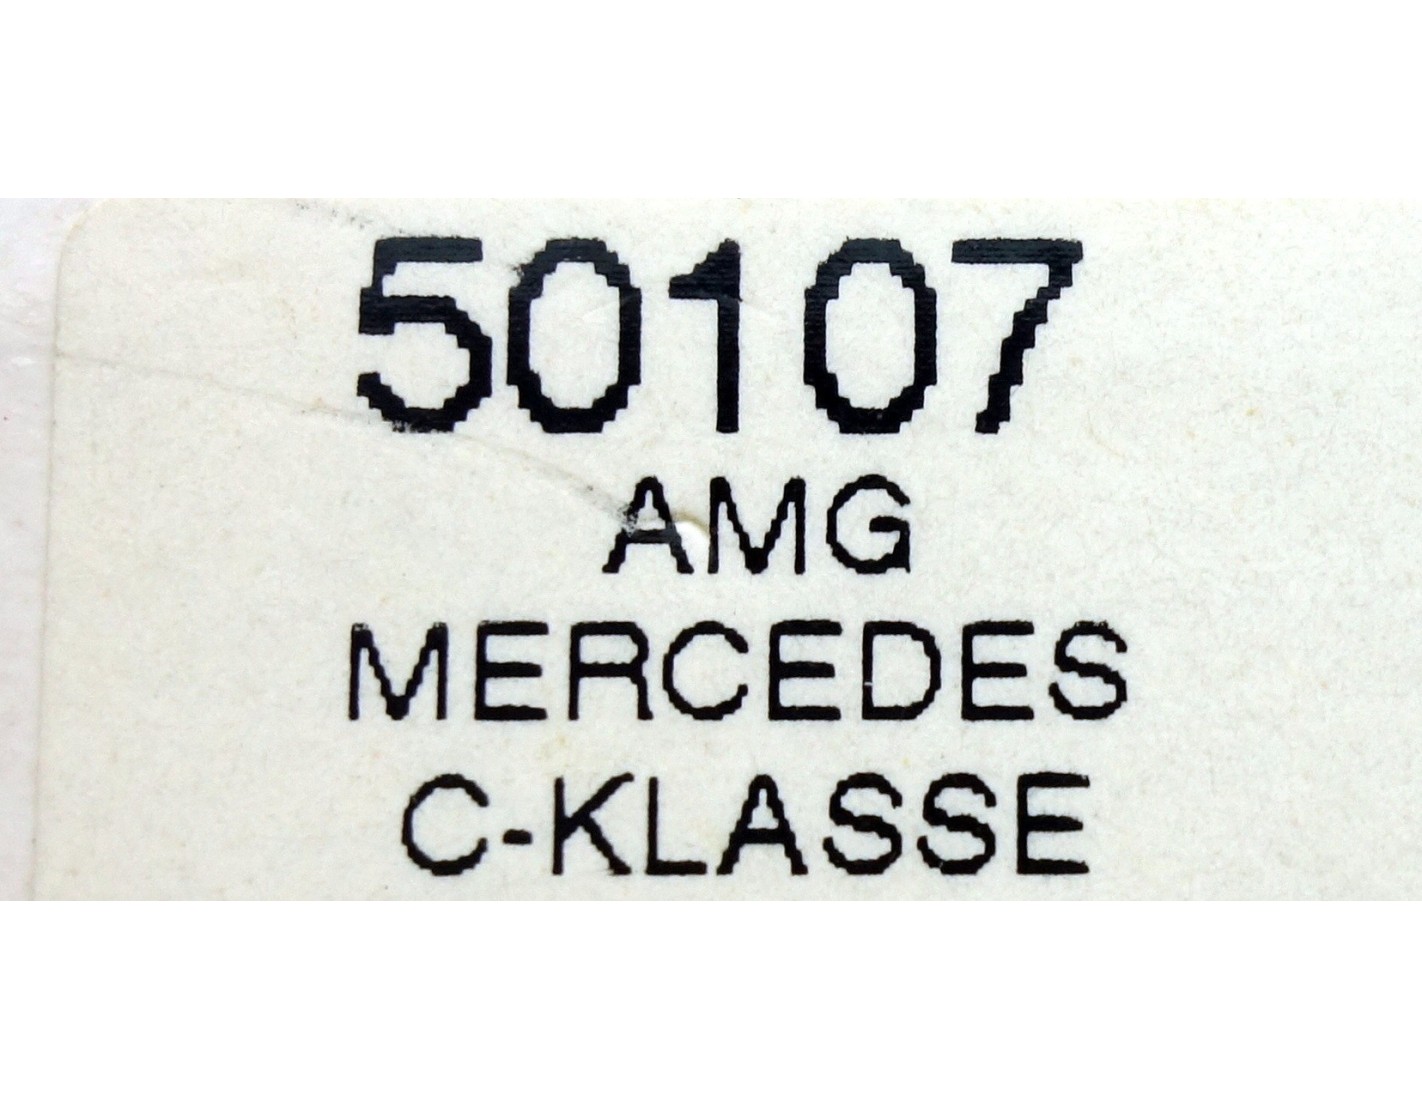 50107
AMG
MERCEDES
C-KLASSE